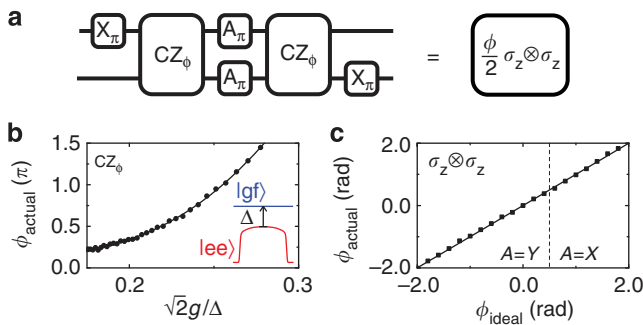 a
X_π CZ_ϕ A_π A_π CZ_ϕ X_π = ϕ/2 σ_z⊗σ_z
b
CZ_ϕ
|gf⟩
Δ
|ee⟩
ϕ_actual (π)
1.5
1.0
0.5
0.0
0.2 0.3
√2g/Δ
c
σ_z⊗σ_z
A=Y A=X
ϕ_actual (rad)
2.0
0.0
−2.0
−2.0 0.0 2.0
ϕ_ideal (rad)